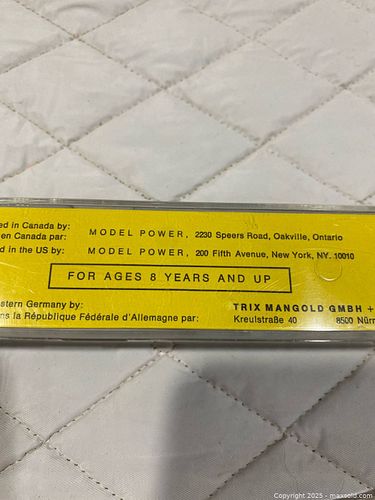 ed in Canada by:
en Canada par: MODEL POWER, 2230 Speers Road, Oakville, Ontario
d in the US by: MODEL POWER, 200 Fifth Avenue, New York, NY. 10010
FOR AGES 8 YEARS AND UP
stern Germany by: TRIX MANGOLD GMBH +
ns la République Fédérale d'Allemagne par: Kreulstraße 40 8500 Nürn
Copyright 2025 - maxsold.com